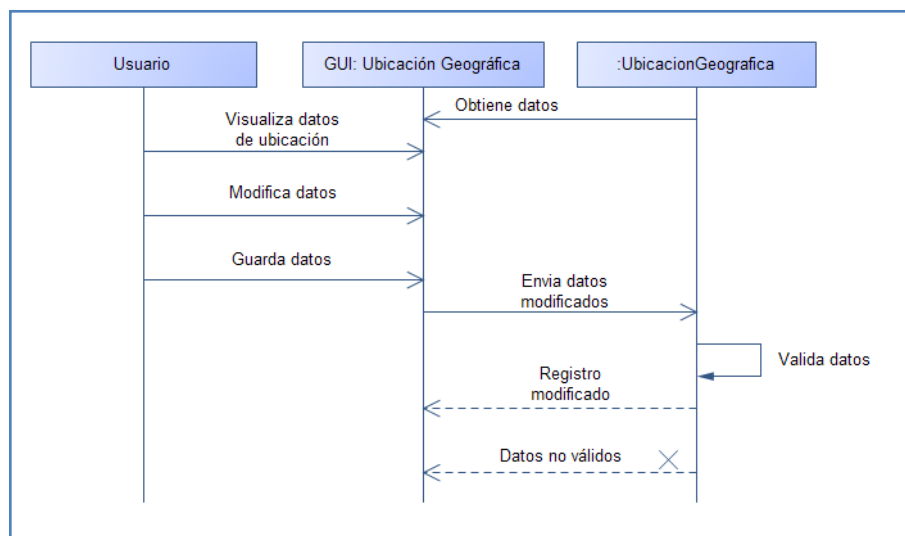 Usuario
GUI: Ubicación Geográfica
:UbicacionGeografica
Obtiene datos
Visualiza datos
de ubicación
Modifica datos
Guarda datos
Envia datos
modificados
Valida datos
Registro
modificado
Datos no válidos